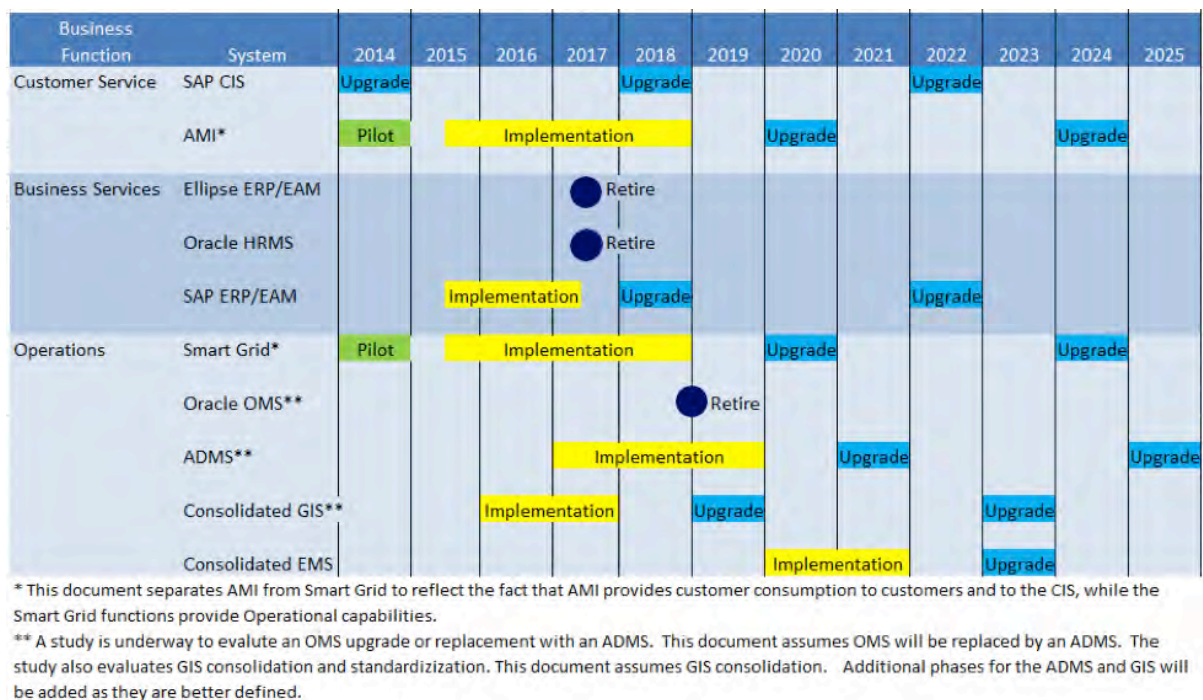 Business
Function System 2014 2015 2016 2017 2018 2019 2020 2021 2022 2023 2024 2025
Customer Service SAP CIS Upgrade Upgrade Upgrade
AMI* Pilot Implementation Upgrade Upgrade
Business Services Ellipse ERP/EAM Retire
Oracle HRMS Retire
SAP ERP/EAM Implementation Upgrade Upgrade
Operations Smart Grid* Pilot Implementation Upgrade Upgrade
Oracle OMS** Retire
ADMS** Implementation Upgrade Upgrade
Consolidated GIS** Implementation Upgrade Upgrade
Consolidated EMS Implementation Upgrade
* This document separates AMI from Smart Grid to reflect the fact that AMI provides customer consumption to customers and to the CIS, while the
Smart Grid functions provide Operational capabilities.
** A study is underway to evalute an OMS upgrade or replacement with an ADMS. This document assumes OMS will be replaced by an ADMS. The
study also evaluates GIS consolidation and standardizization. This document assumes GIS consolidation. Additional phases for the ADMS and GIS will
be added as they are better defined.